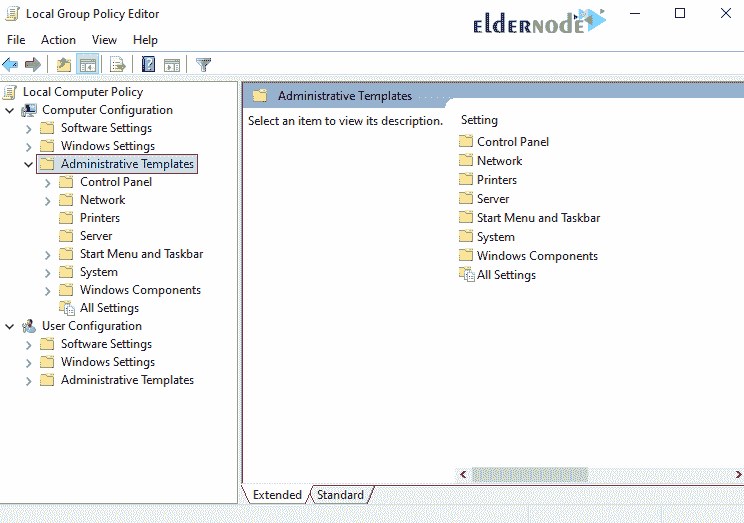 Local Group Policy Editor
ELDERNODE
File Action View Help
Local Computer Policy
Computer Configuration
Software Settings
Windows Settings
Administrative Templates
Control Panel
Network
Printers
Server
Start Menu and Taskbar
System
Windows Components
All Settings
User Configuration
Software Settings
Windows Settings
Administrative Templates
Administrative Templates
Select an item to view its description.
Setting
Control Panel
Network
Printers
Server
Start Menu and Taskbar
System
Windows Components
All Settings
Extended Standard